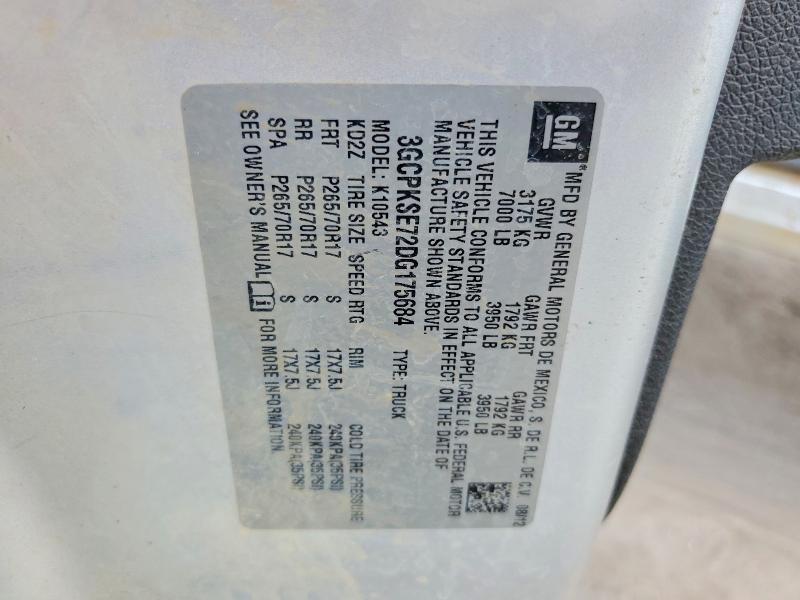 GM
MFD BY GENERAL MOTORS DE MEXICO, S. DE R.L. DE C.V. 08/12
GVWR GAWR FRT GAWR RR
3175 KG 1792 KG 1792 KG
7000 LB 3950 LB 3950 LB
THIS VEHICLE CONFORMS TO ALL APPLICABLE U.S. FEDERAL MOTOR
VEHICLE SAFETY STANDARDS IN EFFECT ON THE DATE OF
MANUFACTURE SHOWN ABOVE.
3GCPKSE72DG175684 TYPE: TRUCK
MODEL: K10543
KD2Z TIRE SIZE SPEED RTG RIM COLD TIRE PRESSURE
FRT P265/70R17 S 17X7.5J 240KPA(35PSI)
RR P265/70R17 S 17X7.5J 240KPA(35PSI)
SPA P265/70R17 S 17X7.5J 240KPA(35PSI)
SEE OWNER'S MANUAL i FOR MORE INFORMATION